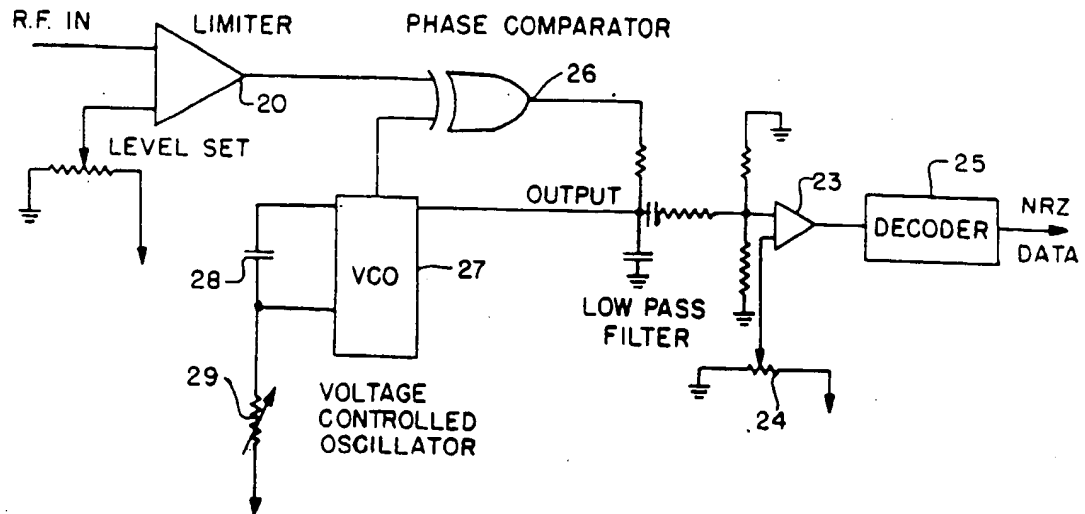 R.F. IN
LIMITER
PHASE COMPARATOR
20
26
LEVEL SET
OUTPUT
23
25
DECODER
NRZ
DATA
28
VCO
27
LOW PASS
FILTER
29
VOLTAGE
CONTROLLED
OSCILLATOR
24